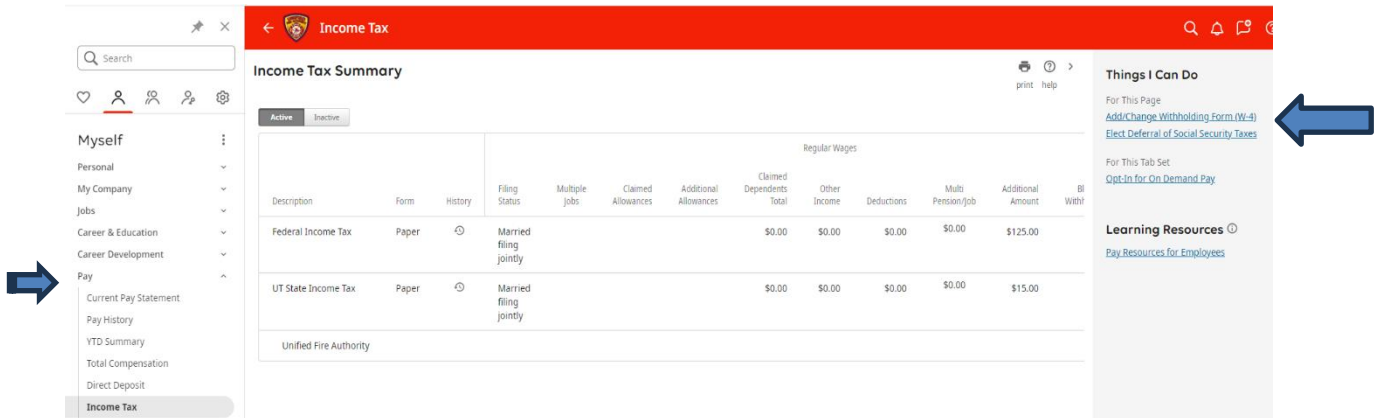 Income Tax
Search
Myself
Personal
My Company
Jobs
Career & Education
Career Development
Pay
Current Pay Statement
Pay History
YTD Summary
Total Compensation
Direct Deposit
Income Tax
Income Tax Summary
print help
Active Inactive
Regular Wages
Description Form History Filing Status Multiple Jobs Claimed Allowances Additional Allowances Claimed Dependents Total Other Income Deductions Multi Pension/Job Additional Amount Bl Withh
Federal Income Tax Paper Married filing jointly $0.00 $0.00 $0.00 $0.00 $125.00
UT State Income Tax Paper Married filing jointly $0.00 $0.00 $0.00 $0.00 $15.00
Unified Fire Authority
Things I Can Do
For This Page
Add/Change Withholding Form (W-4)
Elect Deferral of Social Security Taxes
For This Tab Set
Opt-In for On Demand Pay
Learning Resources
Pay Resources for Employees